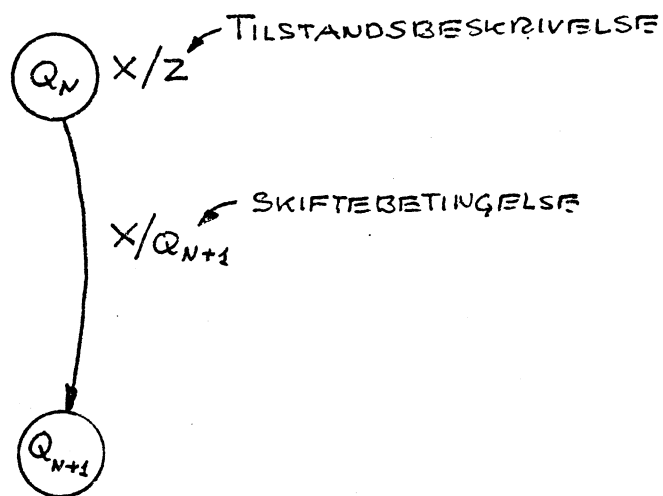 TILSTANDSBESKRIVELSE
Q_N X/Z
SKIFTEBETINGELSE
X/Q_N+1
Q_N+1